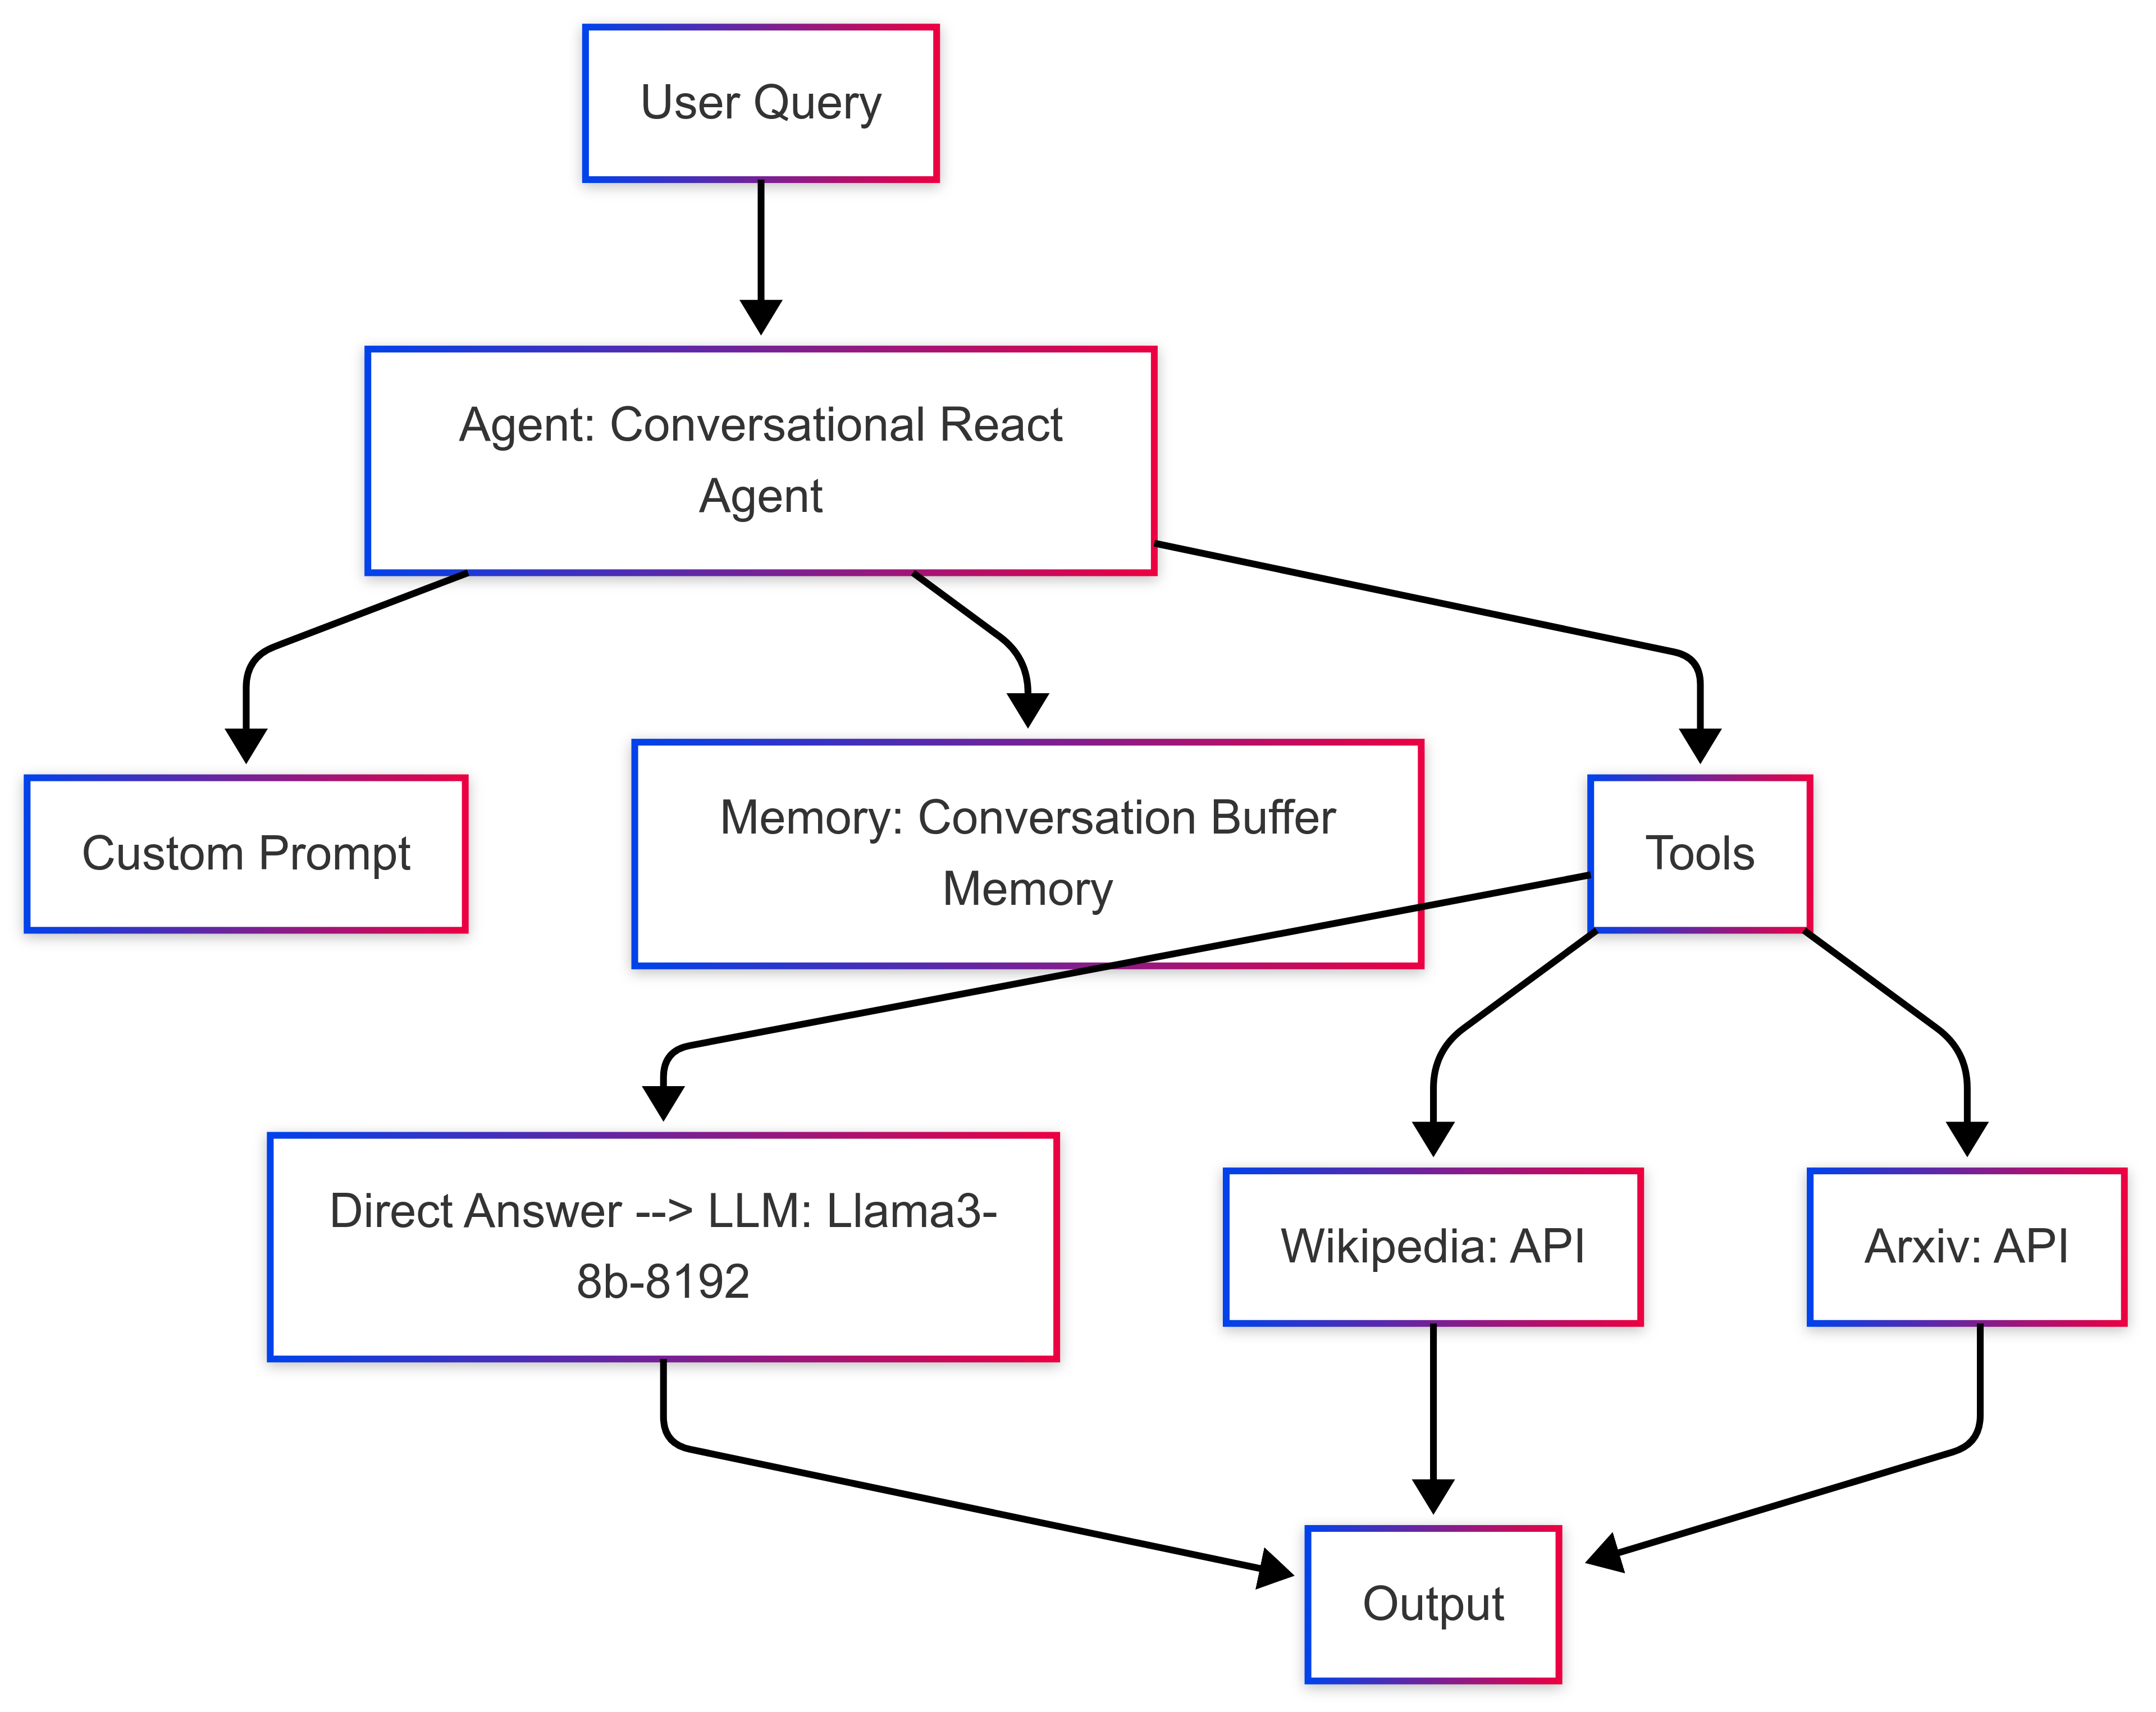 User Query
Agent: Conversational React
Agent
Custom Prompt
Memory: Conversation Buffer
Memory
Tools
Direct Answer --> LLM: Llama3-
8b-8192
Wikipedia: API
Arxiv: API
Output